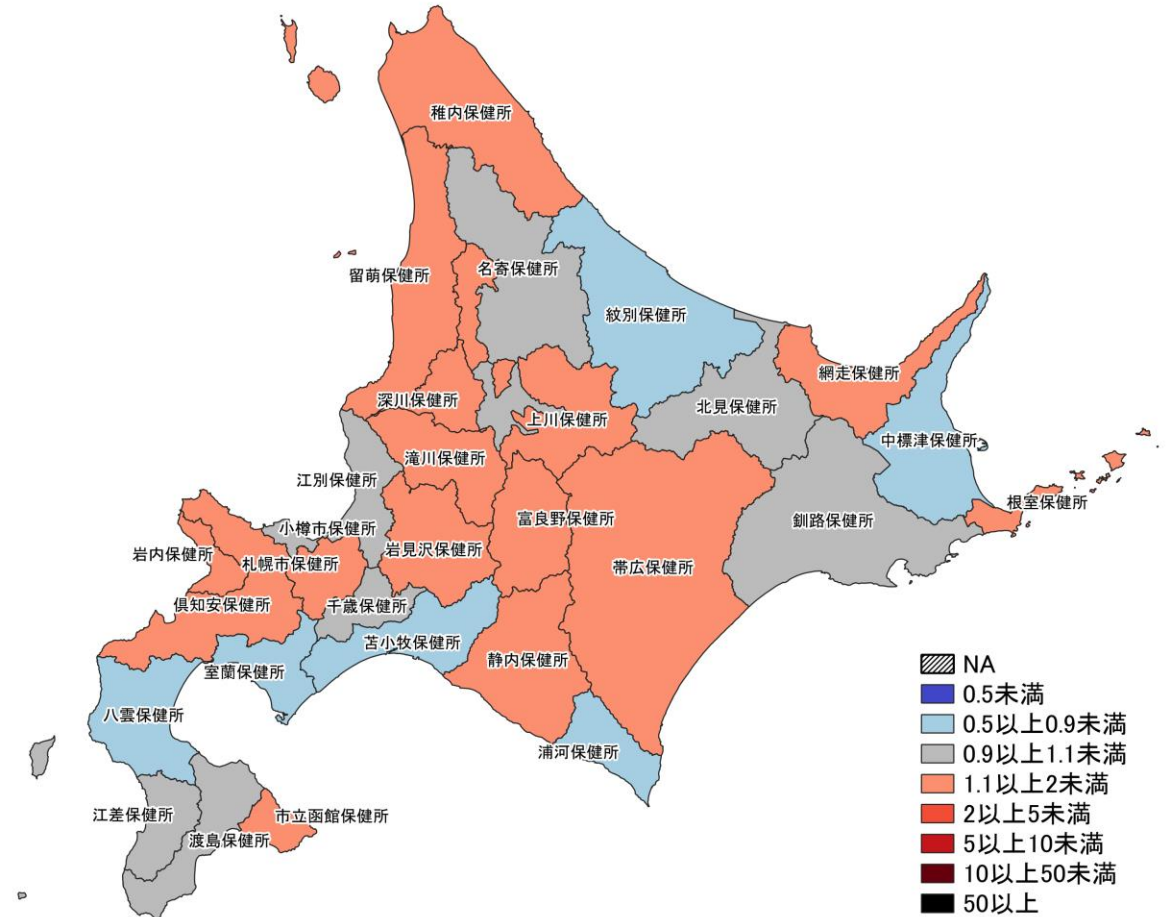 稚内保健所
名寄保健所
留萌保健所
紋別保健所
網走保健所
深川保健所
上川保健所
北見保健所
中標津保健所
滝川保健所
江別保健所
根室保健所
小樽市保健所
富良野保健所
釧路保健所
岩内保健所
札幌市保健所
岩見沢保健所
帯広保健所
倶知安保健所
千歳保健所
苫小牧保健所
静内保健所
室蘭保健所
八雲保健所
浦河保健所
江差保健所
市立函館保健所
渡島保健所
NA
0.5未満
0.5以上0.9未満
0.9以上1.1未満
1.1以上2未満
2以上5未満
5以上10未満
10以上50未満
50以上